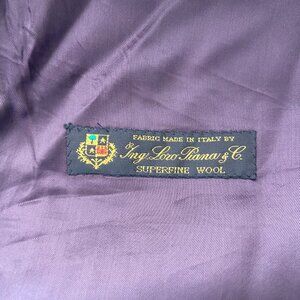 FABRIC MADE IN ITALY BY
Ing. Loro Piana & C.
SUPERFINE WOOL